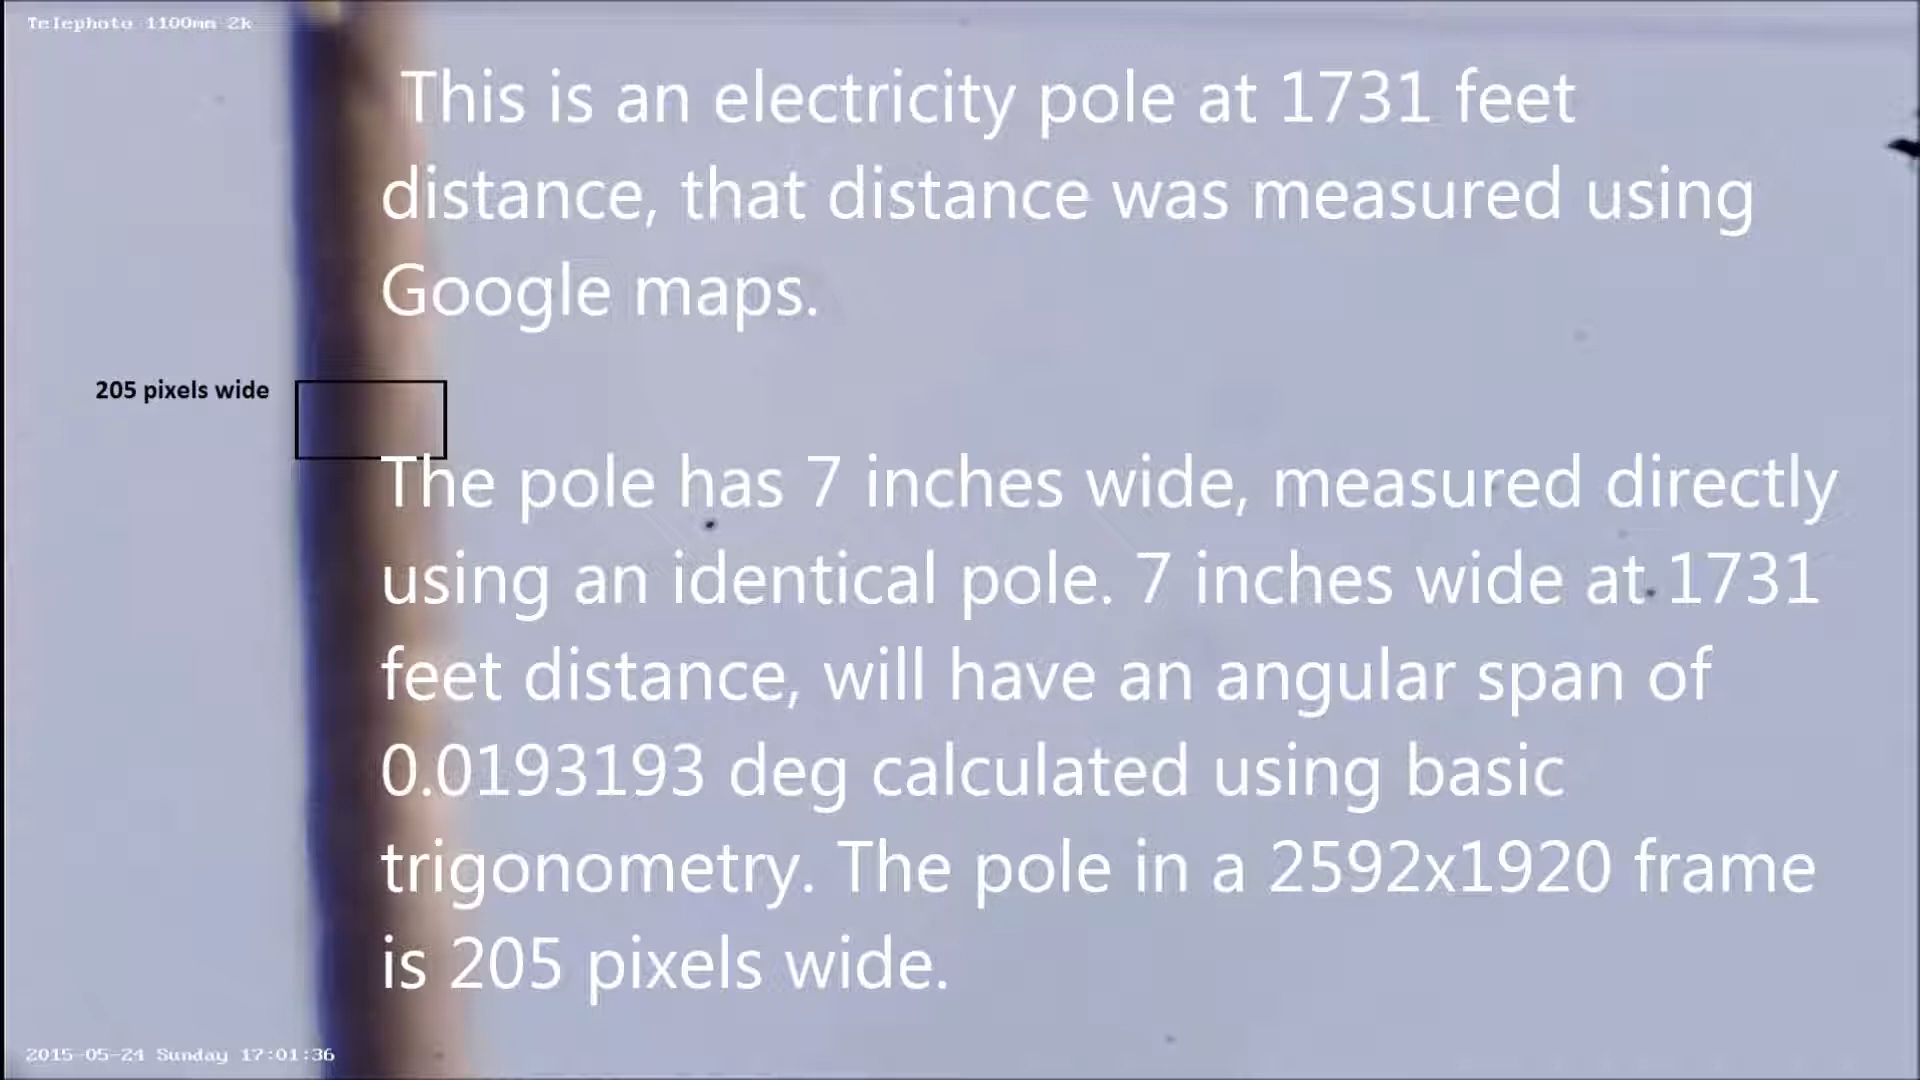 Telephoto 1100mm 2k
This is an electricity pole at 1731 feet
distance, that distance was measured using
Google maps.
205 pixels wide
The pole has 7 inches wide, measured directly
using an identical pole. 7 inches wide at 1731
feet distance, will have an angular span of
0.0193193 deg calculated using basic
trigonometry. The pole in a 2592x1920 frame
is 205 pixels wide.
2015-05-24 Sunday 17:01:36